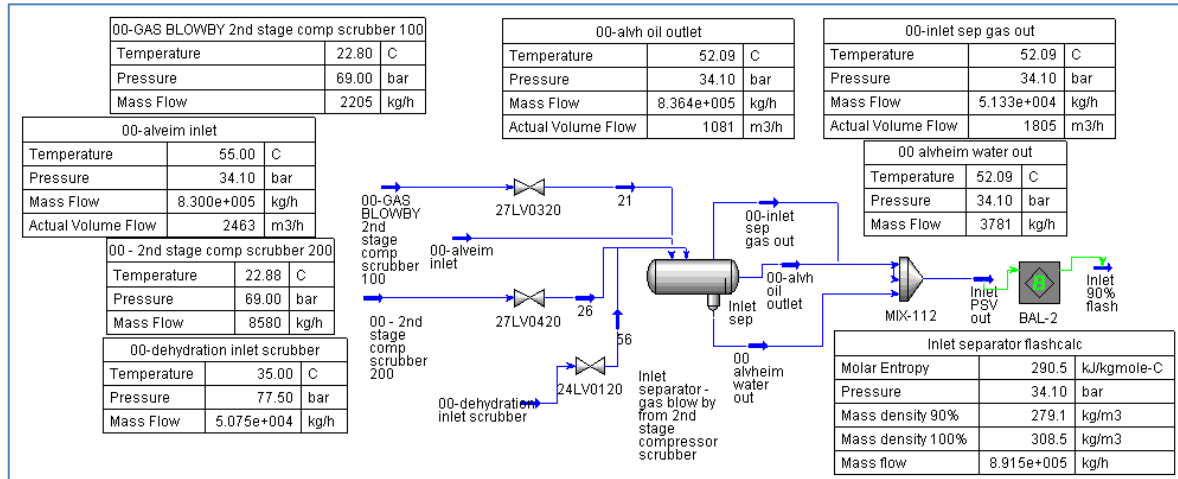 00-GAS BLOWBY 2nd stage comp scrubber 100
Temperature 22.80 C
Pressure 69.00 bar
Mass Flow 2205 kg/h
00-alvh oil outlet
Temperature 52.09 C
Pressure 34.10 bar
Mass Flow 8.364e+005 kg/h
Actual Volume Flow 1081 m3/h
00-inlet sep gas out
Temperature 52.09 C
Pressure 34.10 bar
Mass Flow 5.133e+004 kg/h
Actual Volume Flow 1805 m3/h
00-alveim inlet
Temperature 55.00 C
Pressure 34.10 bar
Mass Flow 8.300e+005 kg/h
Actual Volume Flow 2463 m3/h
00 alvheim water out
Temperature 52.09 C
Pressure 34.10 bar
Mass Flow 3781 kg/h
00 - 2nd stage comp scrubber 200
Temperature 22.88 C
Pressure 69.00 bar
Mass Flow 8580 kg/h
00-dehydration inlet scrubber
Temperature 35.00 C
Pressure 77.50 bar
Mass Flow 5.075e+004 kg/h
00-GAS
BLOWBY
2nd
stage
comp
scrubber
100
27LV0320
21
00-alveim
inlet
00 - 2nd
stage
comp
scrubber
200
27LV0420
26
56
24LV0120
00-dehydration
inlet scrubber
Inlet
sep
00-inlet
sep
gas out
00-alvh
oil
outlet
00
alvheim
water
out
Inlet
separator-
gas blow by
from 2nd
stage
compressor
scrubber
MIX-112
Inlet
PSV
out
BAL-2
Inlet
90%
flash
Inlet separator flashcalc
Molar Entropy 290.5 kJ/kgmole-C
Pressure 34.10 bar
Mass density 90% 279.1 kg/m3
Mass density 100% 308.5 kg/m3
Mass flow 8.915e+005 kg/h